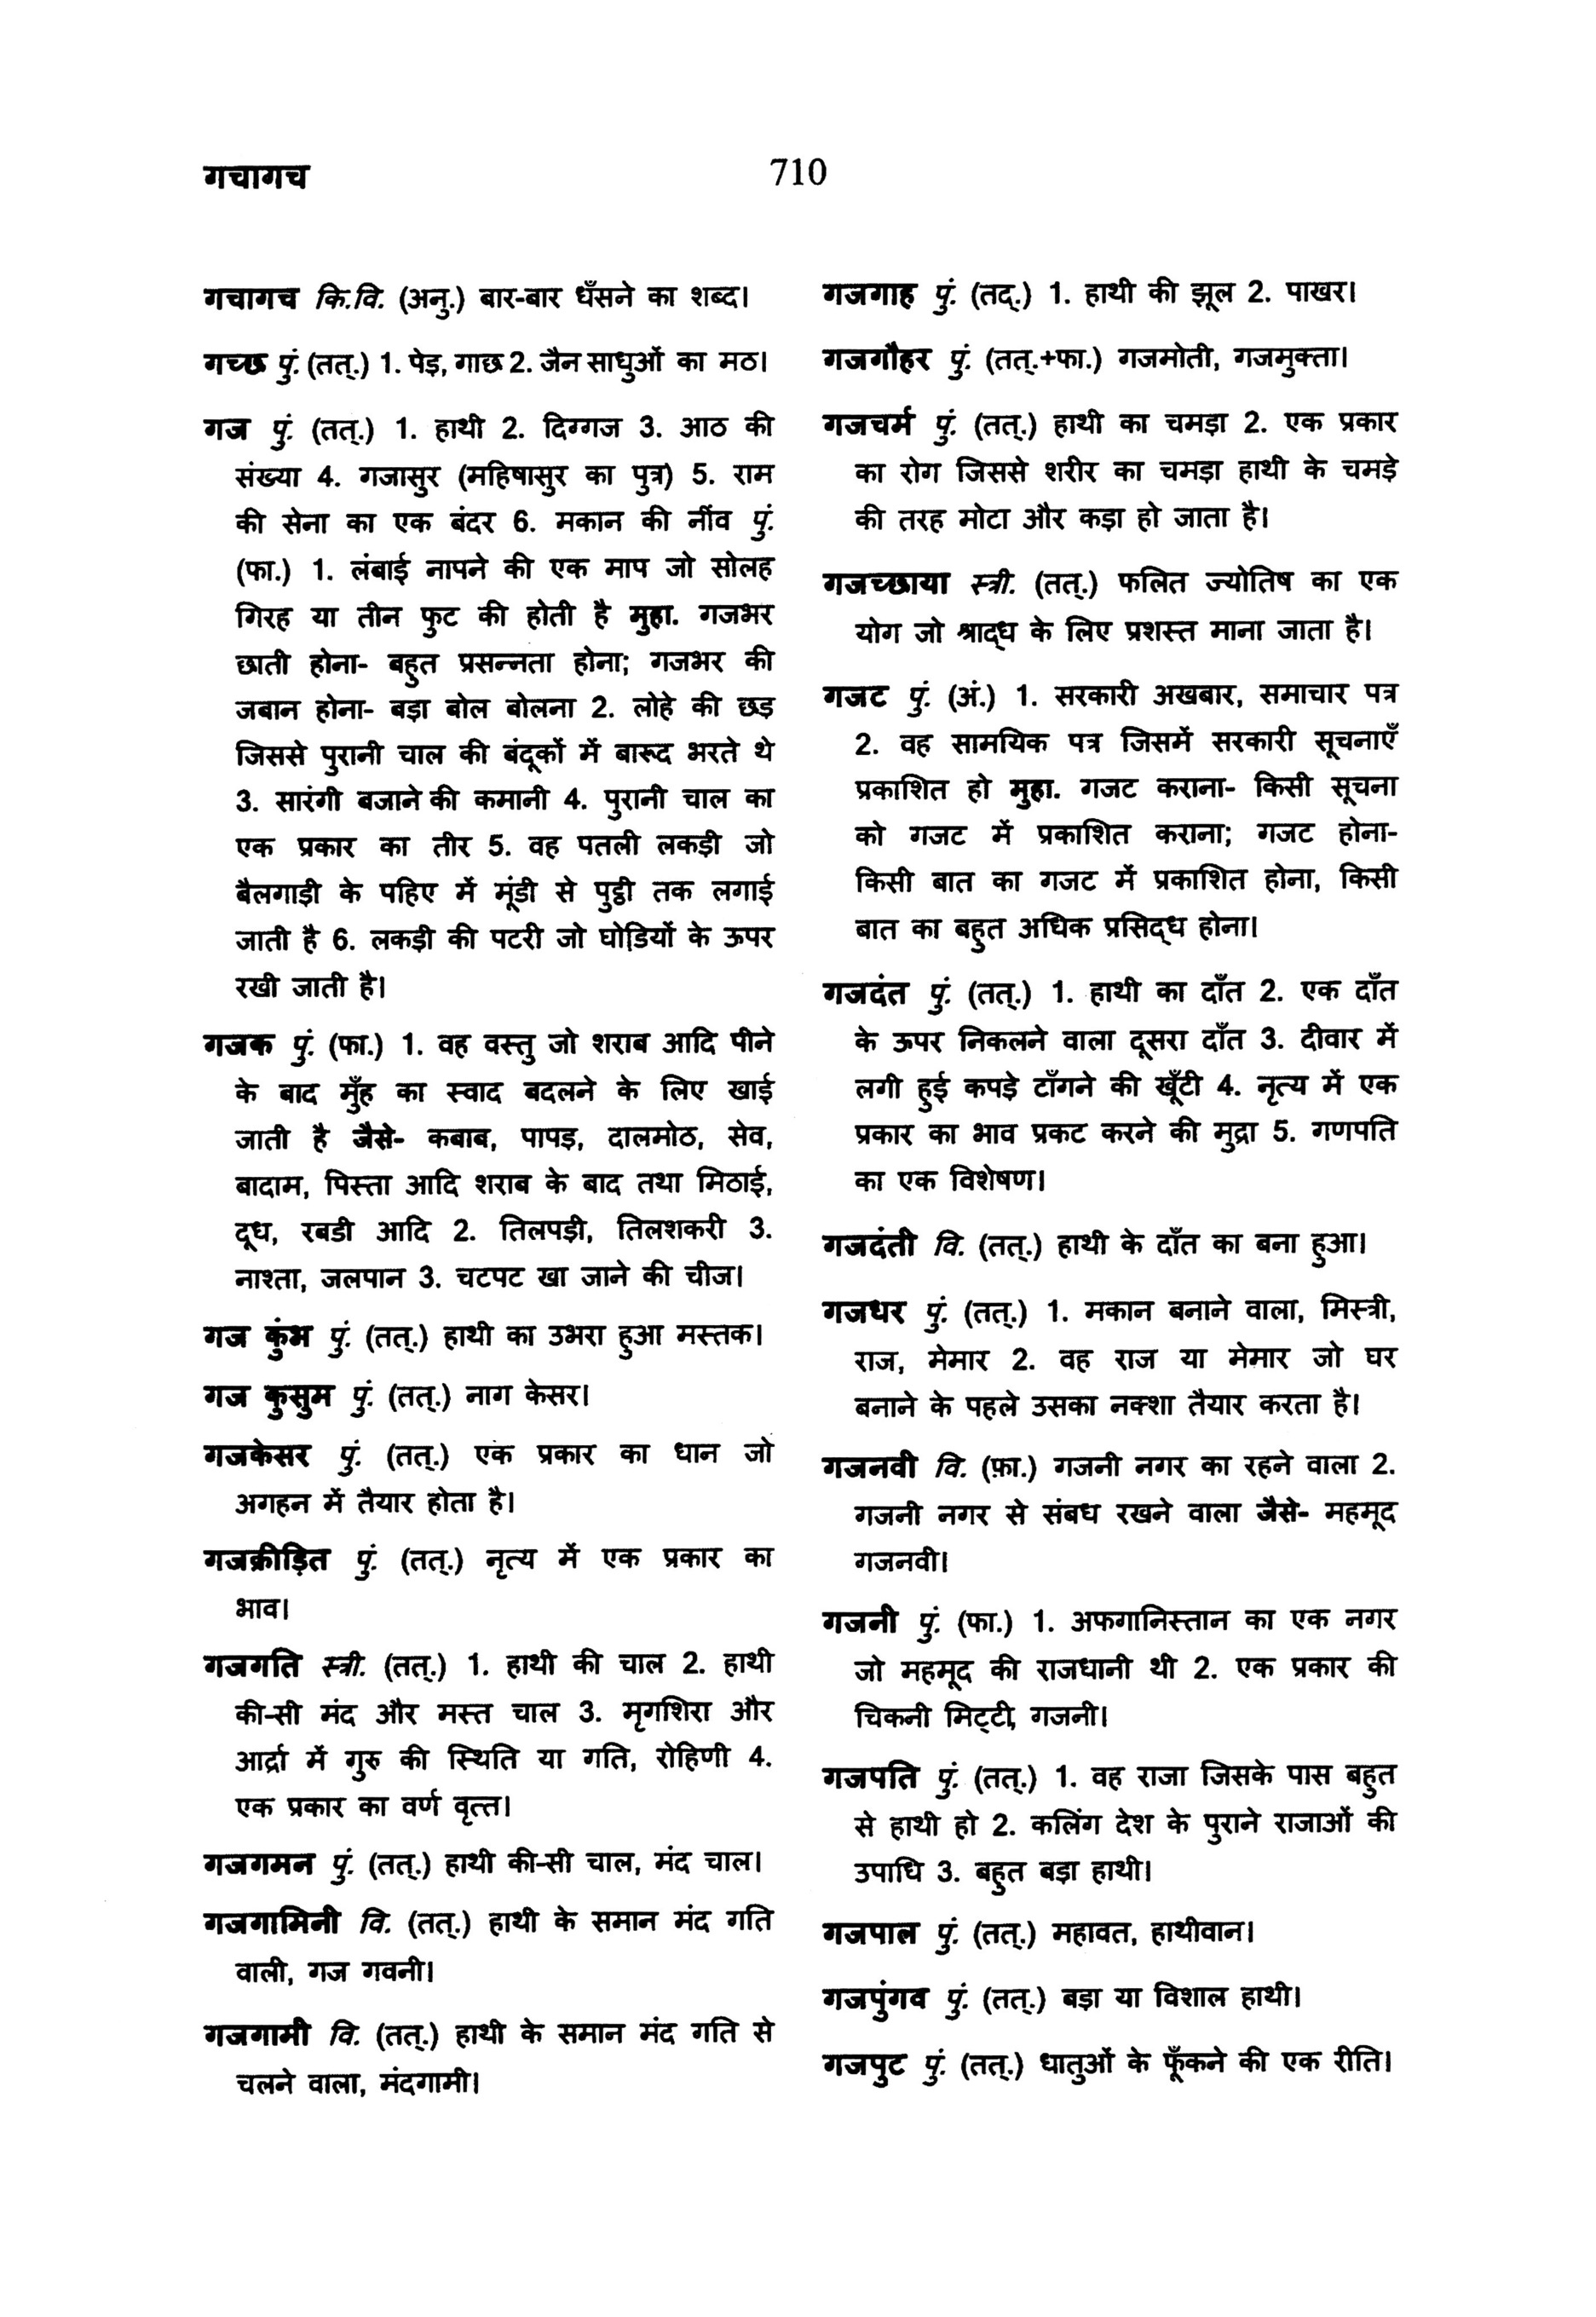 गचागच
710
गचागच कि.वि. (अनु.) बार-बार धँसने का शब्द।
गच्छ पुं. (तत्.) 1. पेड़, गाछ 2. जैन साधुओं का मठ।
गज पुं. (तत्.) 1. हाथी 2. दिग्गज 3. आठ की
संख्या 4. गजासुर (महिषासुर का पुत्र) 5. राम
की सेना का एक बंदर 6. मकान की नींव पुं.
(फा.) 1. लंबाई नापने की एक माप जो सोलह
गिरह या तीन फुट की होती है मुहा. गजभर
छाती होना- बहुत प्रसन्नता होना; गजभर की
जबान होना- बड़ा बोल बोलना 2. लोहे की छड़
जिससे पुरानी चाल की बंदूकों में बारूद भरते थे
3. सारंगी बजाने की कमानी 4. पुरानी चाल का
एक प्रकार का तीर 5. वह पतली लकड़ी जो
बैलगाड़ी के पहिए में मूंडी से पुट्ठी तक लगाई
जाती है 6. लकड़ी की पटरी जो घोडि़यों के ऊपर
रखी जाती है।
गजक पुं. (फा.) 1. वह वस्तु जो शराब आदि पीने
के बाद मुँह का स्वाद बदलने के लिए खाई
जाती है जैसे- कबाब, पापड़, दालमोठ, सेव,
बादाम, पिस्ता आदि शराब के बाद तथा मिठाई,
दूध, रबडी आदि 2. तिलपड़ी, तिलशकरी 3.
नाश्ता, जलपान 3. चटपट खा जाने की चीज।
गज कुंभ पुं. (तत्.) हाथी का उभरा हुआ मस्तक।
गज कुसुम पुं. (तत्.) नाग केसर।
गजकेसर पुं. (तत्.) एक प्रकार का धान जो
अगहन में तैयार होता है।
गजक्रीड़ित पुं. (तत्.) नृत्य में एक प्रकार का
भाव।
गजगति स्त्री. (तत्.) 1. हाथी की चाल 2. हाथी
की-सी मंद और मस्त चाल 3. मृगशिरा और
आर्द्रा में गुरु की स्थिति या गति, रोहिणी 4.
एक प्रकार का वर्ण वृत्त।
गजगमन पुं. (तत्.) हाथी की-सी चाल, मंद चाल।
गजगामिनी वि. (तत्.) हाथी के समान मंद गति
वाली, गज गवनी।
गजगामी वि. (तत्.) हाथी के समान मंद गति से
चलने वाला, मंदगामी।
गजगाह पुं. (तद्.) 1. हाथी की झूल 2. पाखर।
गजगौहर पुं. (तत्.+फा.) गजमोती, गजमुक्ता।
गजचर्म पुं. (तत्.) हाथी का चमड़ा 2. एक प्रकार
का रोग जिससे शरीर का चमड़ा हाथी के चमड़े
की तरह मोटा और कड़ा हो जाता है।
गजच्छाया स्त्री. (तत्.) फलित ज्योतिष का एक
योग जो श्राद्ध के लिए प्रशस्त माना जाता है।
गजट पुं. (अं.) 1. सरकारी अखबार, समाचार पत्र
2. वह सामयिक पत्र जिसमें सरकारी सूचनाएँ
प्रकाशित हो मुहा. गजट कराना- किसी सूचना
को गजट में प्रकाशित कराना; गजट होना-
किसी बात का गजट में प्रकाशित होना, किसी
बात का बहुत अधिक प्रसिद्ध होना।
गजदंत पुं. (तत्.) 1. हाथी का दाँत 2. एक दाँत
के ऊपर निकलने वाला दूसरा दाँत 3. दीवार में
लगी हुई कपड़े टाँगने की खूँटी 4. नृत्य में एक
प्रकार का भाव प्रकट करने की मुद्रा 5. गणपति
का एक विशेषण।
गजदंती वि. (तत्.) हाथी के दाँत का बना हुआ।
गजधर पुं. (तत्.) 1. मकान बनाने वाला, मिस्त्री,
राज, मेमार 2. वह राज या मेमार जो घर
बनाने के पहले उसका नक्शा तैयार करता है।
गजनवी वि. (फ़ा.) गजनी नगर का रहने वाला 2.
गजनी नगर से संबध रखने वाला जैसे- महमूद
गजनवी।
गजनी पुं. (फा.) 1. अफगानिस्तान का एक नगर
जो महमूद की राजधानी थी 2. एक प्रकार की
चिकनी मिट्टी, गजनी।
गजपति पुं. (तत्.) 1. वह राजा जिसके पास बहुत
से हाथी हो 2. कलिंग देश के पुराने राजाओं की
उपाधि 3. बहुत बड़ा हाथी।
गजपाल पुं. (तत्.) महावत, हाथीवान।
गजपुंगव पुं. (तत्.) बड़ा या विशाल हाथी।
गजपुट पुं. (तत्.) धातुओं के फूँकने की एक रीति।